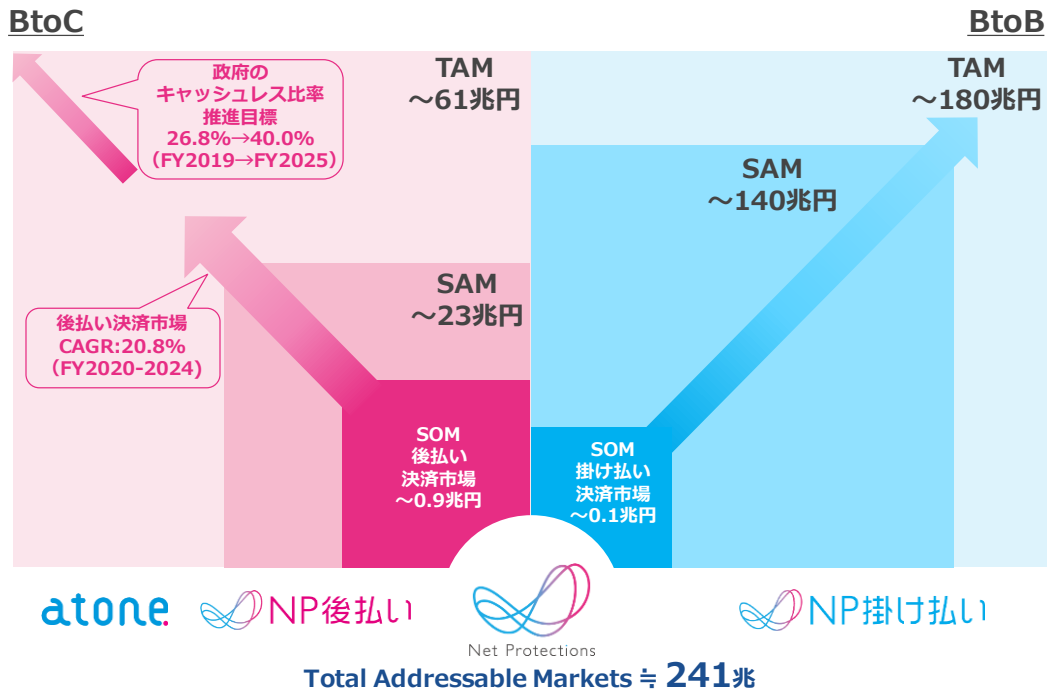 BtoC
BtoB
政府の
キャッシュレス比率
推進目標
26.8%→40.0%
（FY2019→FY2025）
TAM
～61兆円
後払い決済市場
CAGR:20.8%
（FY2020-2024)
SAM
～23兆円
SOM
後払い
決済市場
～0.9兆円
TAM
～180兆円
SAM
～140兆円
SOM
掛け払い
決済市場
～0.1兆円
atone
NP後払い
Net Protections
NP掛け払い
Total Addressable Markets ≒ 241兆